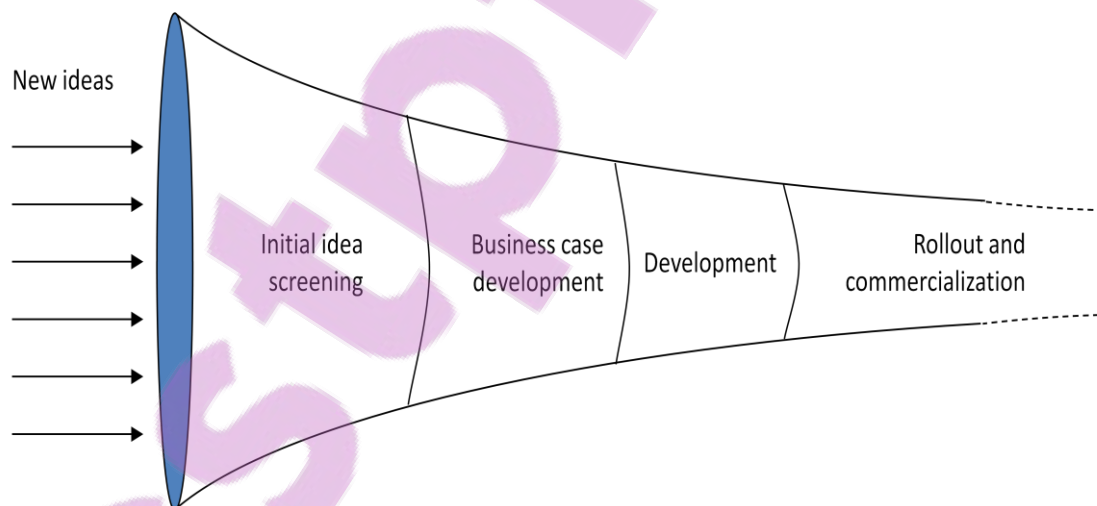 New ideas
Initial idea
screening
Business case
development
Development
Rollout and
commercialization